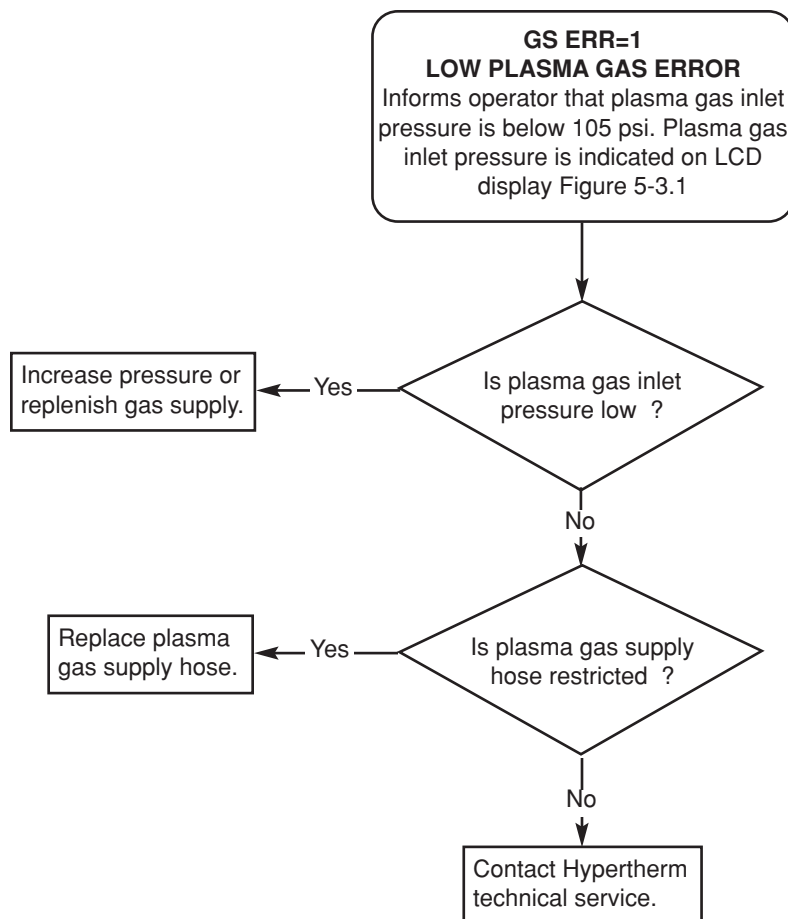 GS ERR=1
LOW PLASMA GAS ERROR
Informs operator that plasma gas inlet
pressure is below 105 psi. Plasma gas
inlet pressure is indicated on LCD
display Figure 5-3.1
Increase pressure or
replenish gas supply.
Yes
Is plasma gas inlet
pressure low ?
No
Replace plasma
gas supply hose.
Yes
Is plasma gas supply
hose restricted ?
No
Contact Hypertherm
technical service.